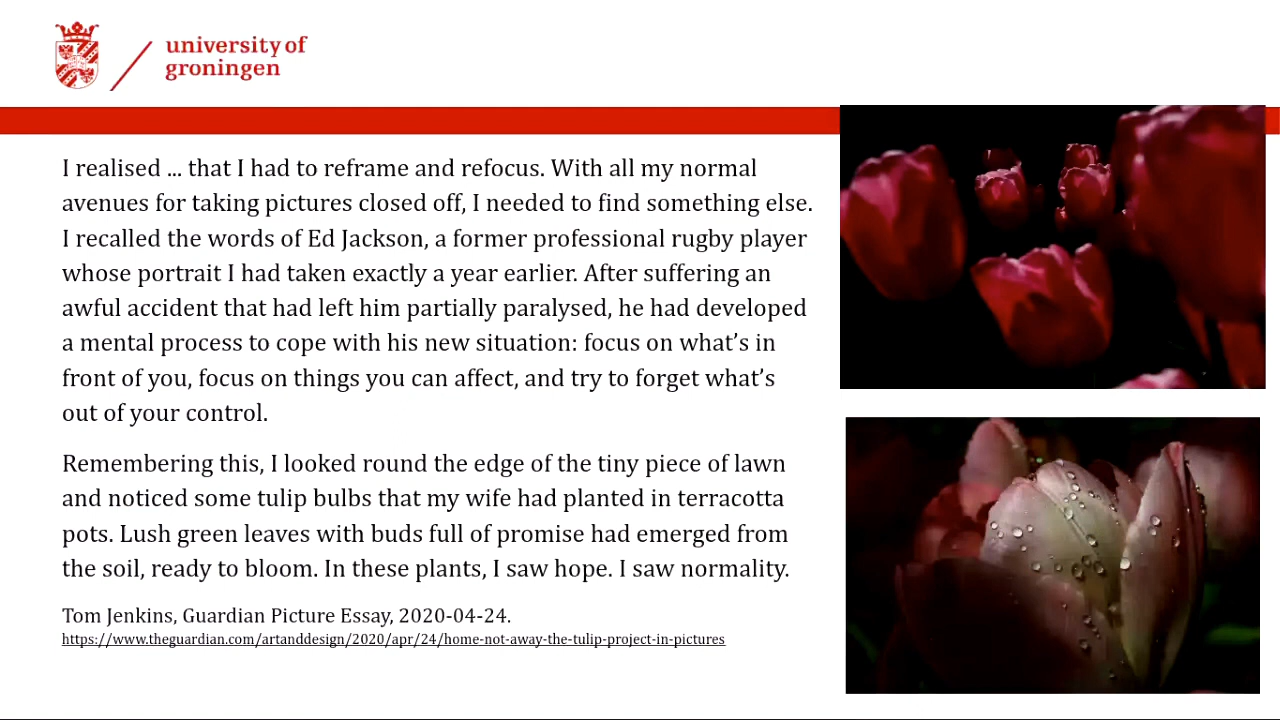 university of
groningen
I realised ... that I had to reframe and refocus. With all my normal
avenues for taking pictures closed off, I needed to find something else.
I recalled the words of Ed Jackson, a former professional rugby player
whose portrait I had taken exactly a year earlier. After suffering an
awful accident that had left him partially paralysed, he had developed
a mental process to cope with his new situation: focus on what’s in
front of you, focus on things you can affect, and try to forget what’s
out of your control.
Remembering this, I looked round the edge of the tiny piece of lawn
and noticed some tulip bulbs that my wife had planted in terracotta
pots. Lush green leaves with buds full of promise had emerged from
the soil, ready to bloom. In these plants, I saw hope. I saw normality.
Tom Jenkins, Guardian Picture Essay, 2020-04-24.
https://www.theguardian.com/artanddesign/2020/apr/24/home-not-away-the-tulip-project-in-pictures